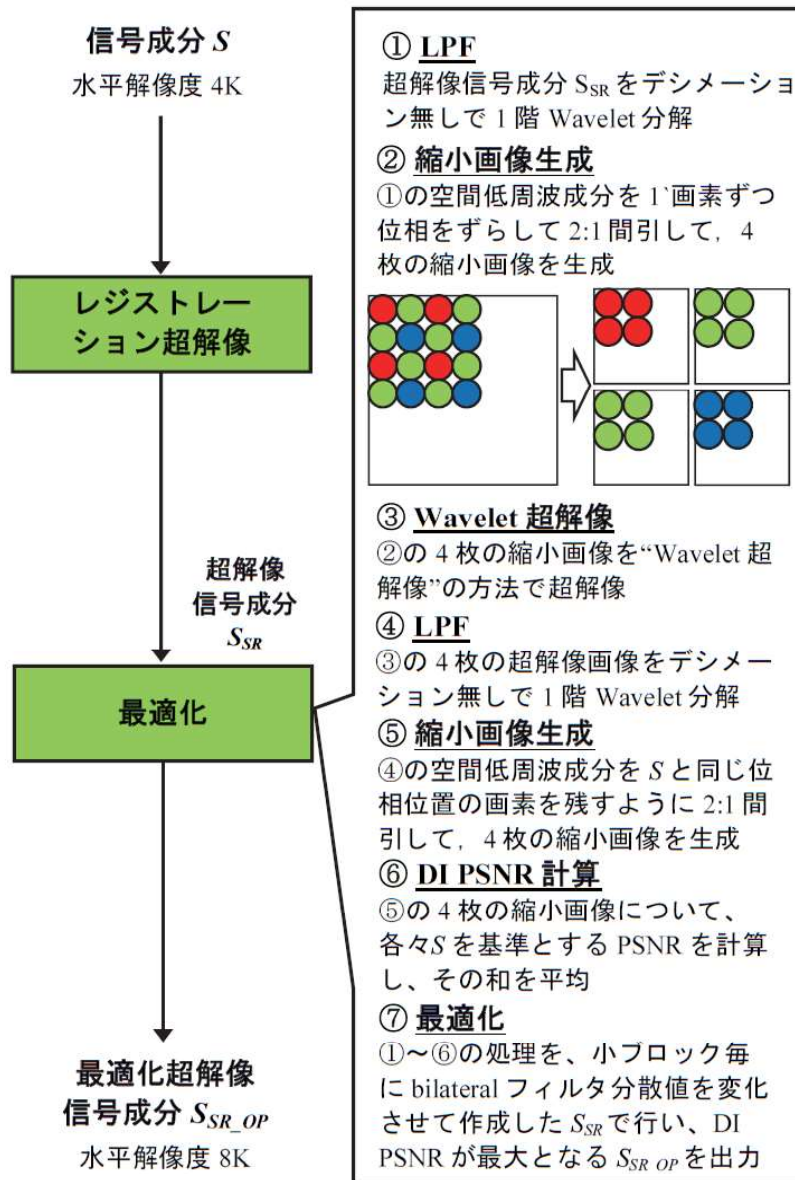 信号成分 S
水平解像度 4K
レジストレー
ション超解像
超解像
信号成分
S_SR
最適化
最適化超解像
信号成分 S_SR_OP
水平解像度 8K
① LPF
超解像信号成分 S_SR をデシメーショ
ン無しで 1 階 Wavelet 分解
② 縮小画像生成
①の空間低周波成分を 1`画素ずつ
位相をずらして 2:1 間引して，4
枚の縮小画像を生成
③ Wavelet 超解像
②の 4 枚の縮小画像を“Wavelet 超
解像”の方法で超解像
④ LPF
③の 4 枚の超解像画像をデシメー
ション無しで 1 階 Wavelet 分解
⑤ 縮小画像生成
④の空間低周波成分を S と同じ位
相位置の画素を残すように 2:1 間
引して，4 枚の縮小画像を生成
⑥ DI PSNR 計算
⑤の 4 枚の縮小画像について、
各々S を基準とする PSNR を計算
し、その和を平均
⑦ 最適化
①～⑥の処理を、小ブロック毎
に bilateral フィルタ分散値を変化
させて作成した S_SR で行い、DI
PSNR が最大となる S_SR_OP を出力